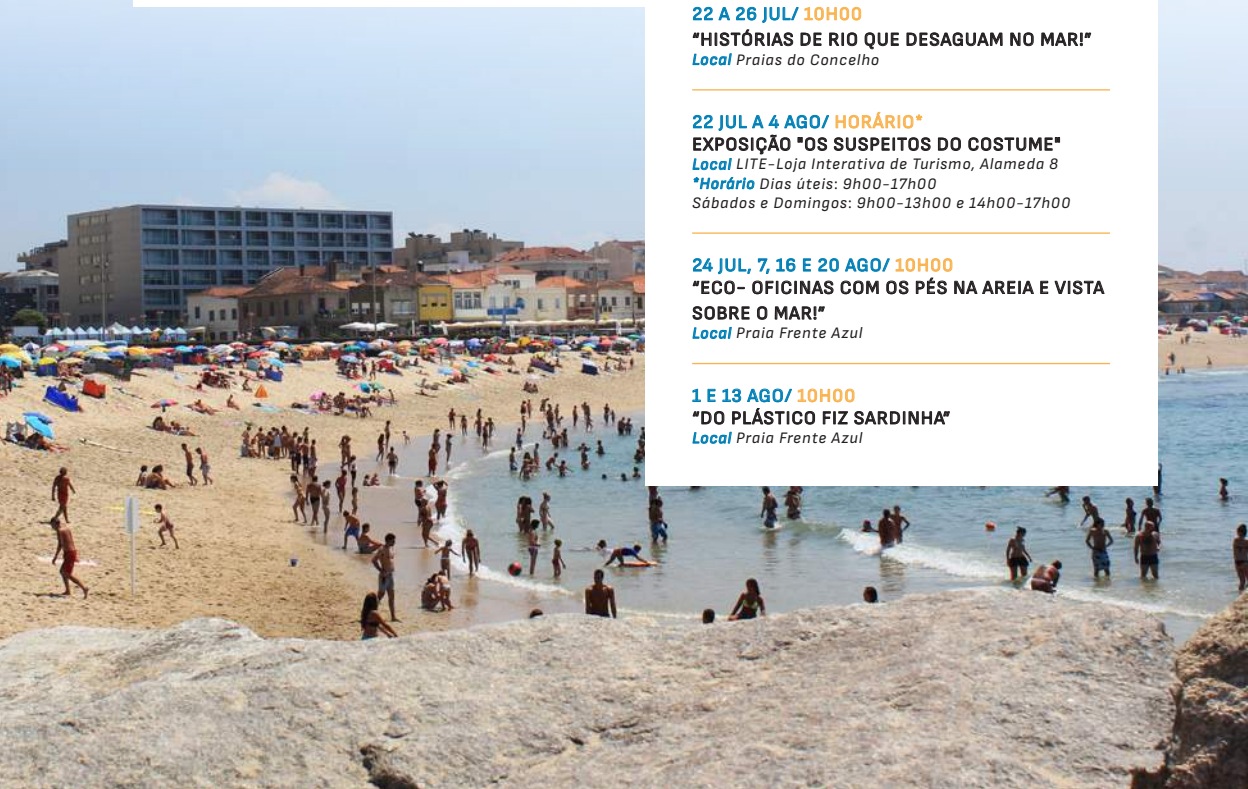 22 A 26 JUL/ 10H00
“HISTÓRIAS DE RIO QUE DESAGUAM NO MAR!”
Local Praias do Concelho
22 JUL A 4 AGO/ HORÁRIO*
EXPOSIÇÃO "OS SUSPEITOS DO COSTUME"
Local LITE-Loja Interativa de Turismo, Alameda 8
*Horário Dias úteis: 9h00-17h00
Sábados e Domingos: 9h00-13h00 e 14h00-17h00
24 JUL, 7, 16 E 20 AGO/ 10H00
“ECO- OFICINAS COM OS PÉS NA AREIA E VISTA
SOBRE O MAR!”
Local Praia Frente Azul
1 E 13 AGO/ 10H00
“DO PLÁSTICO FIZ SARDINHA”
Local Praia Frente Azul